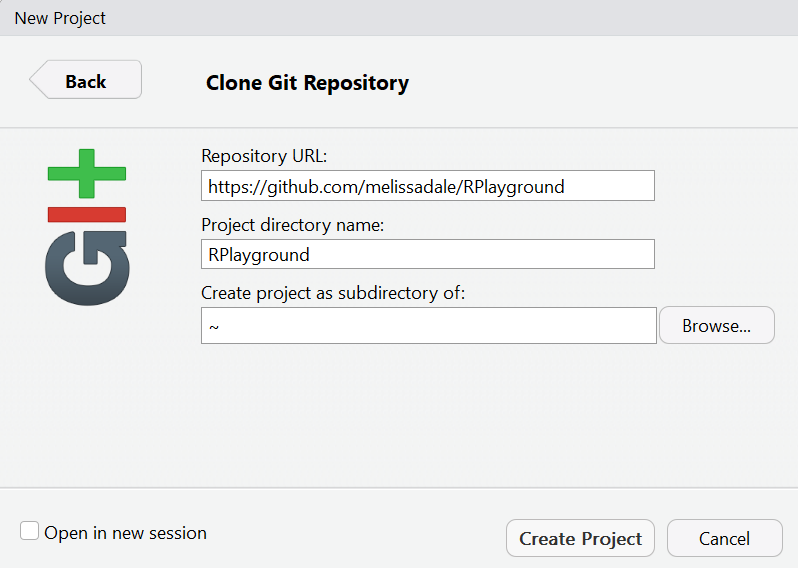 New Project
Back
Clone Git Repository
GIT
Repository URL:
https://github.com/melissadale/RPlayground
Project directory name:
RPlayground
Create project as subdirectory of:
~
Browse...
Open in new session
Create Project
Cancel